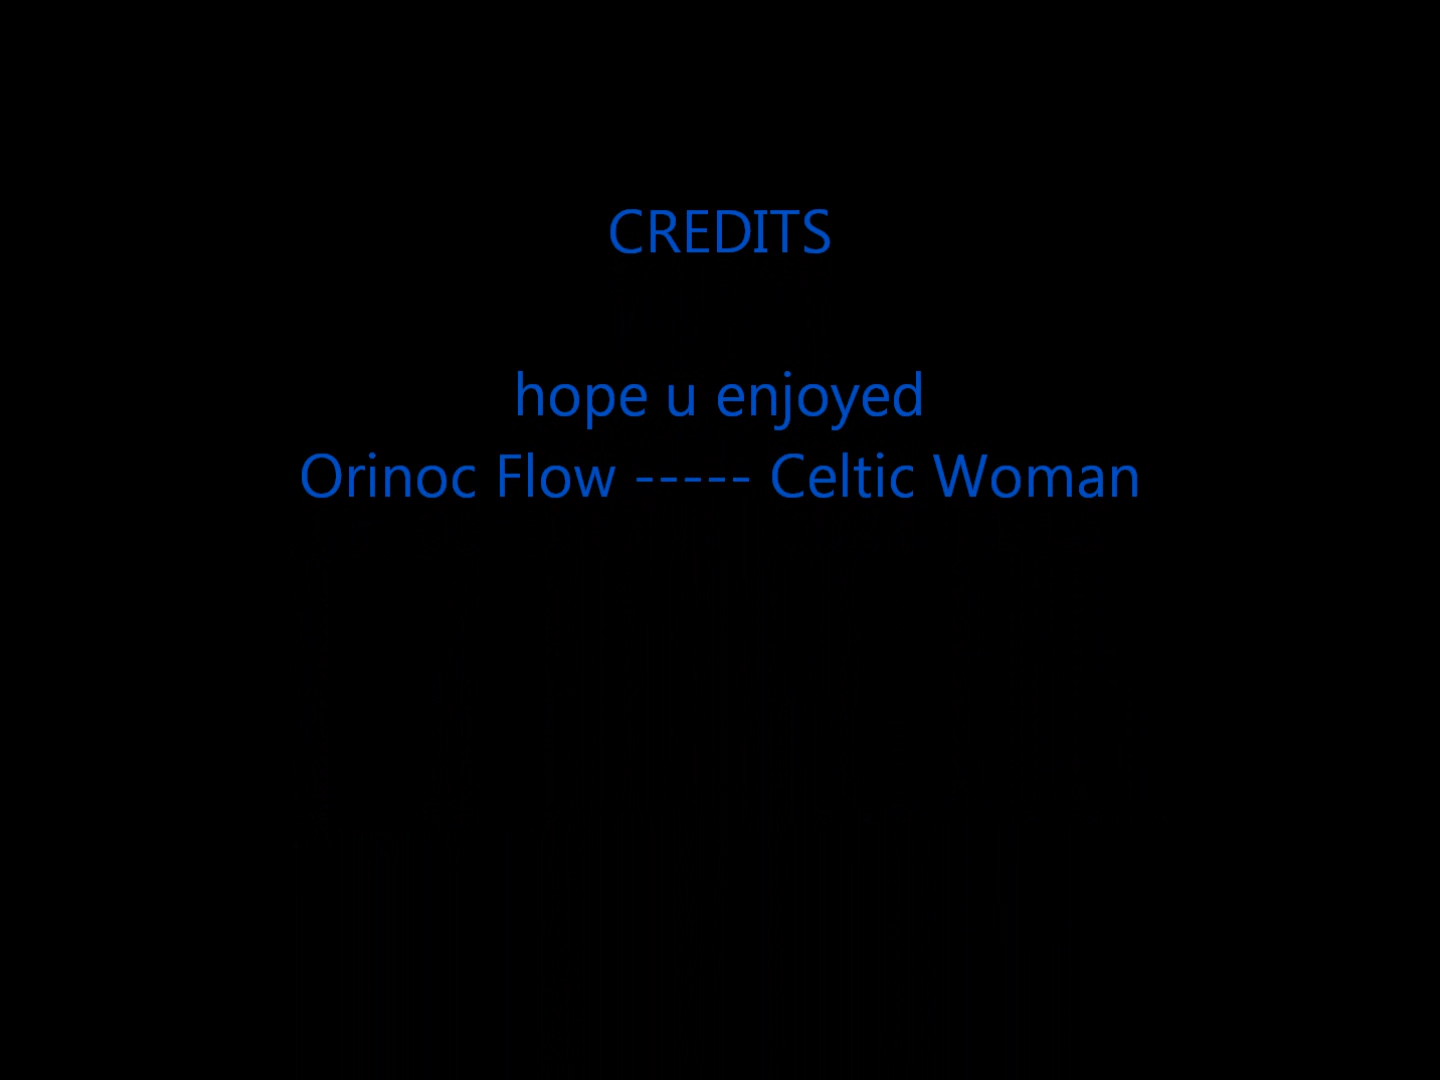 CREDITS
hope u enjoyed
Orinoc Flow ----- Celtic Woman